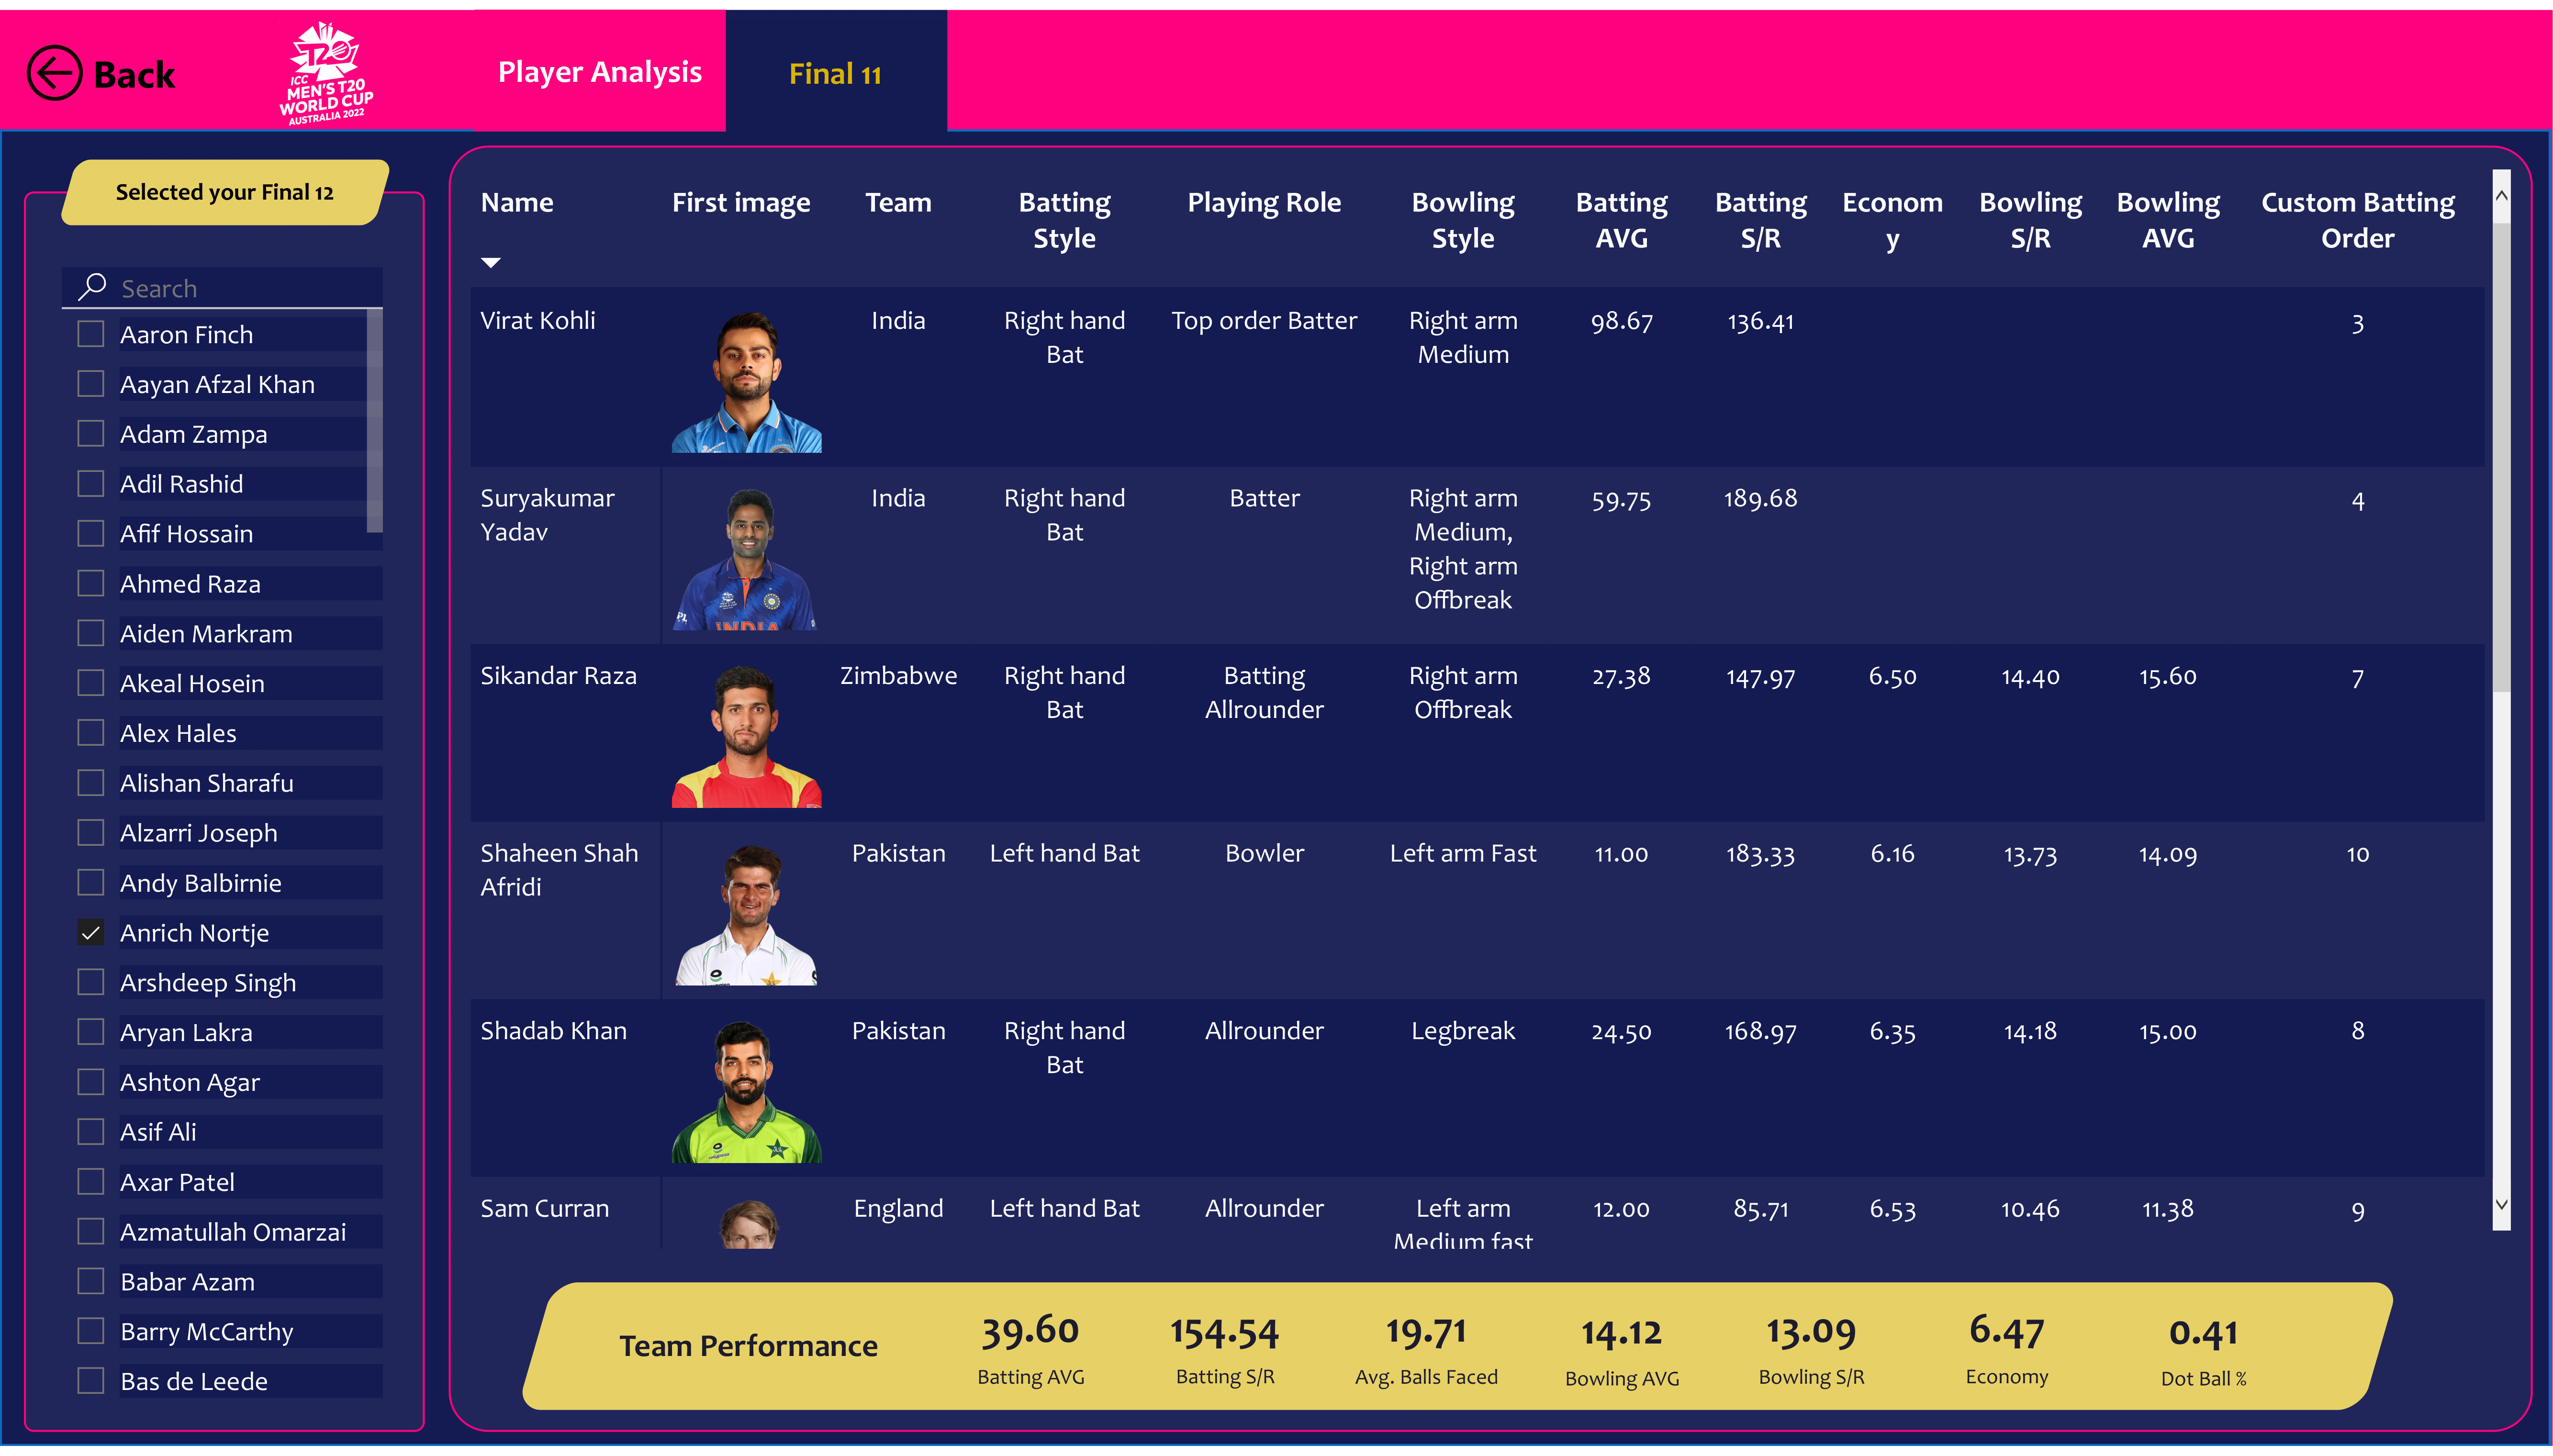 Back
ICC
MEN'S T20
WORLD CUP
AUSTRALIA 2022
Player Analysis
Final 11
Selected your Final 12
Search
Aaron Finch
Aayan Afzal Khan
Adam Zampa
Adil Rashid
Afif Hossain
Ahmed Raza
Aiden Markram
Akeal Hosein
Alex Hales
Alishan Sharafu
Alzarri Joseph
Andy Balbirnie
Anrich Nortje
Arshdeep Singh
Aryan Lakra
Ashton Agar
Asif Ali
Axar Patel
Azmatullah Omarzai
Babar Azam
Barry McCarthy
Bas de Leede
Name First image Team Batting Playing Role Bowling Batting Batting Econom Bowling Bowling Custom Batting
Style Style AVG S/R y S/R AVG Order
Virat Kohli India Right hand Top order Batter Right arm 98.67 136.41 3
Bat Medium
Suryakumar India Right hand Batter Right arm 59.75 189.68 4
Yadav Bat Medium,
Right arm
Offbreak
INDIA
Sikandar Raza Zimbabwe Right hand Batting Right arm 27.38 147.97 6.50 14.40 15.60 7
Bat Allrounder Offbreak
Shaheen Shah Pakistan Left hand Bat Bowler Left arm Fast 11.00 183.33 6.16 13.73 14.09 10
Afridi
Shadab Khan Pakistan Right hand Allrounder Legbreak 24.50 168.97 6.35 14.18 15.00 8
Bat
Sam Curran England Left hand Bat Allrounder Left arm 12.00 85.71 6.53 10.46 11.38 9
Medium fast
Team Performance
39.60 154.54 19.71 14.12 13.09 6.47 0.41
Batting AVG Batting S/R Avg. Balls Faced Bowling AVG Bowling S/R Economy Dot Ball %